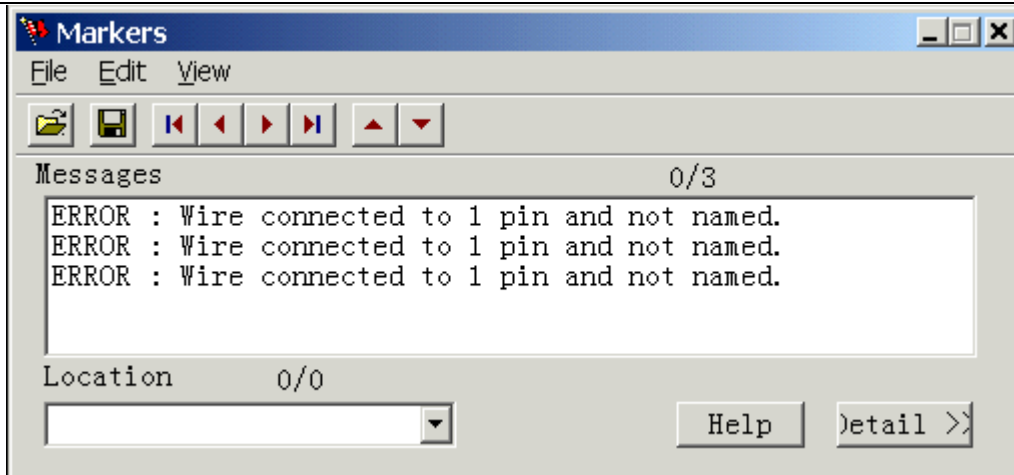 Markers
File Edit View
Messages 0/3
ERROR : Wire connected to 1 pin and not named.
ERROR : Wire connected to 1 pin and not named.
ERROR : Wire connected to 1 pin and not named.
Location 0/0
Help Detail >>